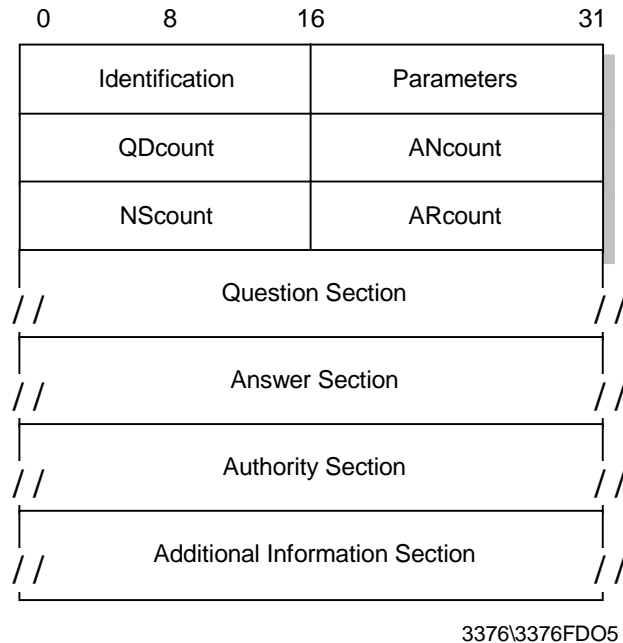 0 8 16 31
Identification Parameters
QDcount ANcount
NScount ARcount
Question Section
Answer Section
Authority Section
Additional Information Section
3376\3376FDO5